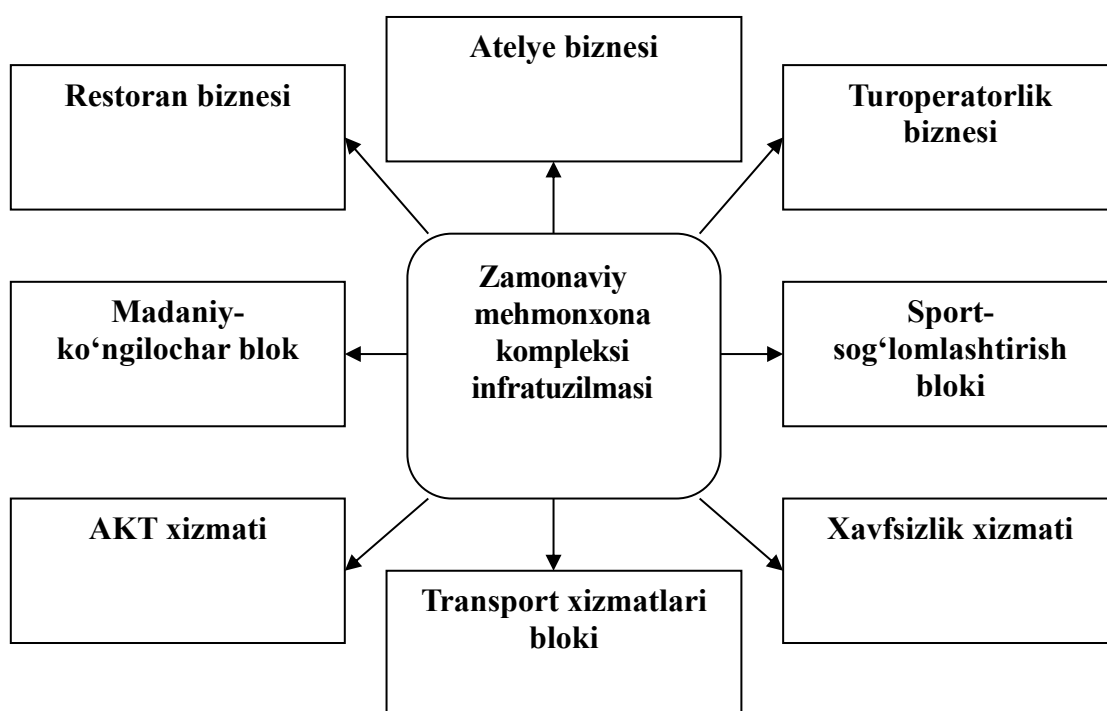 Atelye biznesi
Restoran biznesi
Turoperatorlik
biznesi
Zamonaviy
mehmonxona
kompleksi
infratuzilmasi
Madaniy-
ko‘ngilochar blok
Sport-
sog‘lomlashtirish
bloki
AKT xizmati
Xavfsizlik xizmati
Transport xizmatlari
bloki